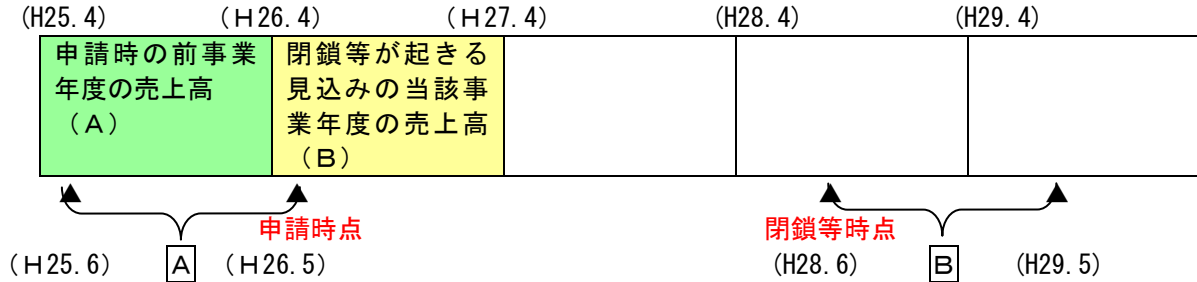 (H25.4) (H26.4) (H27.4) (H28.4) (H29.4)
申請時の前事業
年度の売上高
(A)
閉鎖等が起きる
見込みの当該事
業年度の売上高
(B)
申請時点 閉鎖等時点
(H25.6) A (H26.5) (H28.6) B (H29.5)